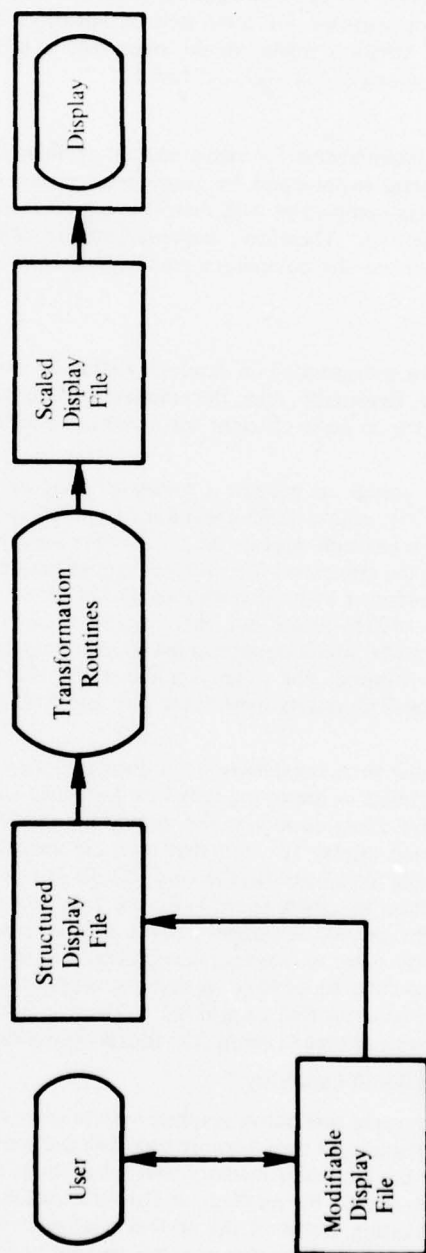 User
Modifiable
Display
File
Structured
Display
File
Transformation
Routines
Scaled
Display
File
Display